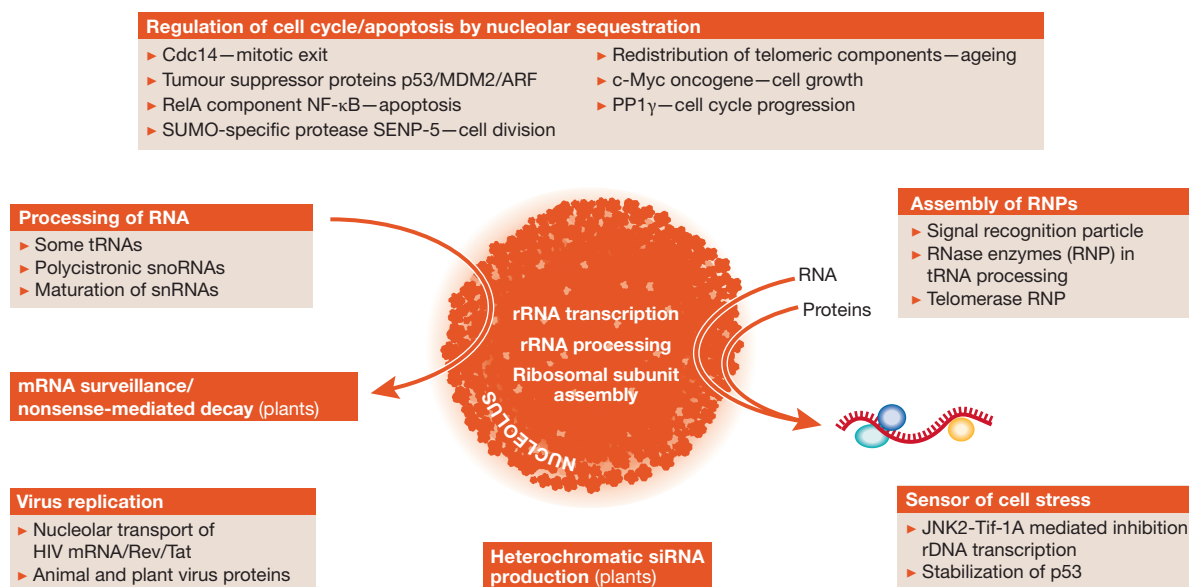 Regulation of cell cycle/apoptosis by nucleolar sequestration
► Cdc14—mitotic exit
► Tumour suppressor proteins p53/MDM2/ARF
► RelA component NF-κB—apoptosis
► SUMO-specific protease SENP-5—cell division
► Redistribution of telomeric components—ageing
► c-Myc oncogene—cell growth
► PP1γ—cell cycle progression
Processing of RNA
► Some tRNAs
► Polycistronic snoRNAs
► Maturation of snRNAs
mRNA surveillance/
nonsense-mediated decay (plants)
Virus replication
► Nucleolar transport of
HIV mRNA/Rev/Tat
► Animal and plant virus proteins
rRNA transcription
rRNA processing
Ribosomal subunit
assembly
NUCLEOLUS
Heterochromatic siRNA
production (plants)
RNA
Proteins
Assembly of RNPs
► Signal recognition particle
► RNase enzymes (RNP) in
tRNA processing
► Telomerase RNP
Sensor of cell stress
► JNK2-Tif-1A mediated inhibition
rDNA transcription
► Stabilization of p53